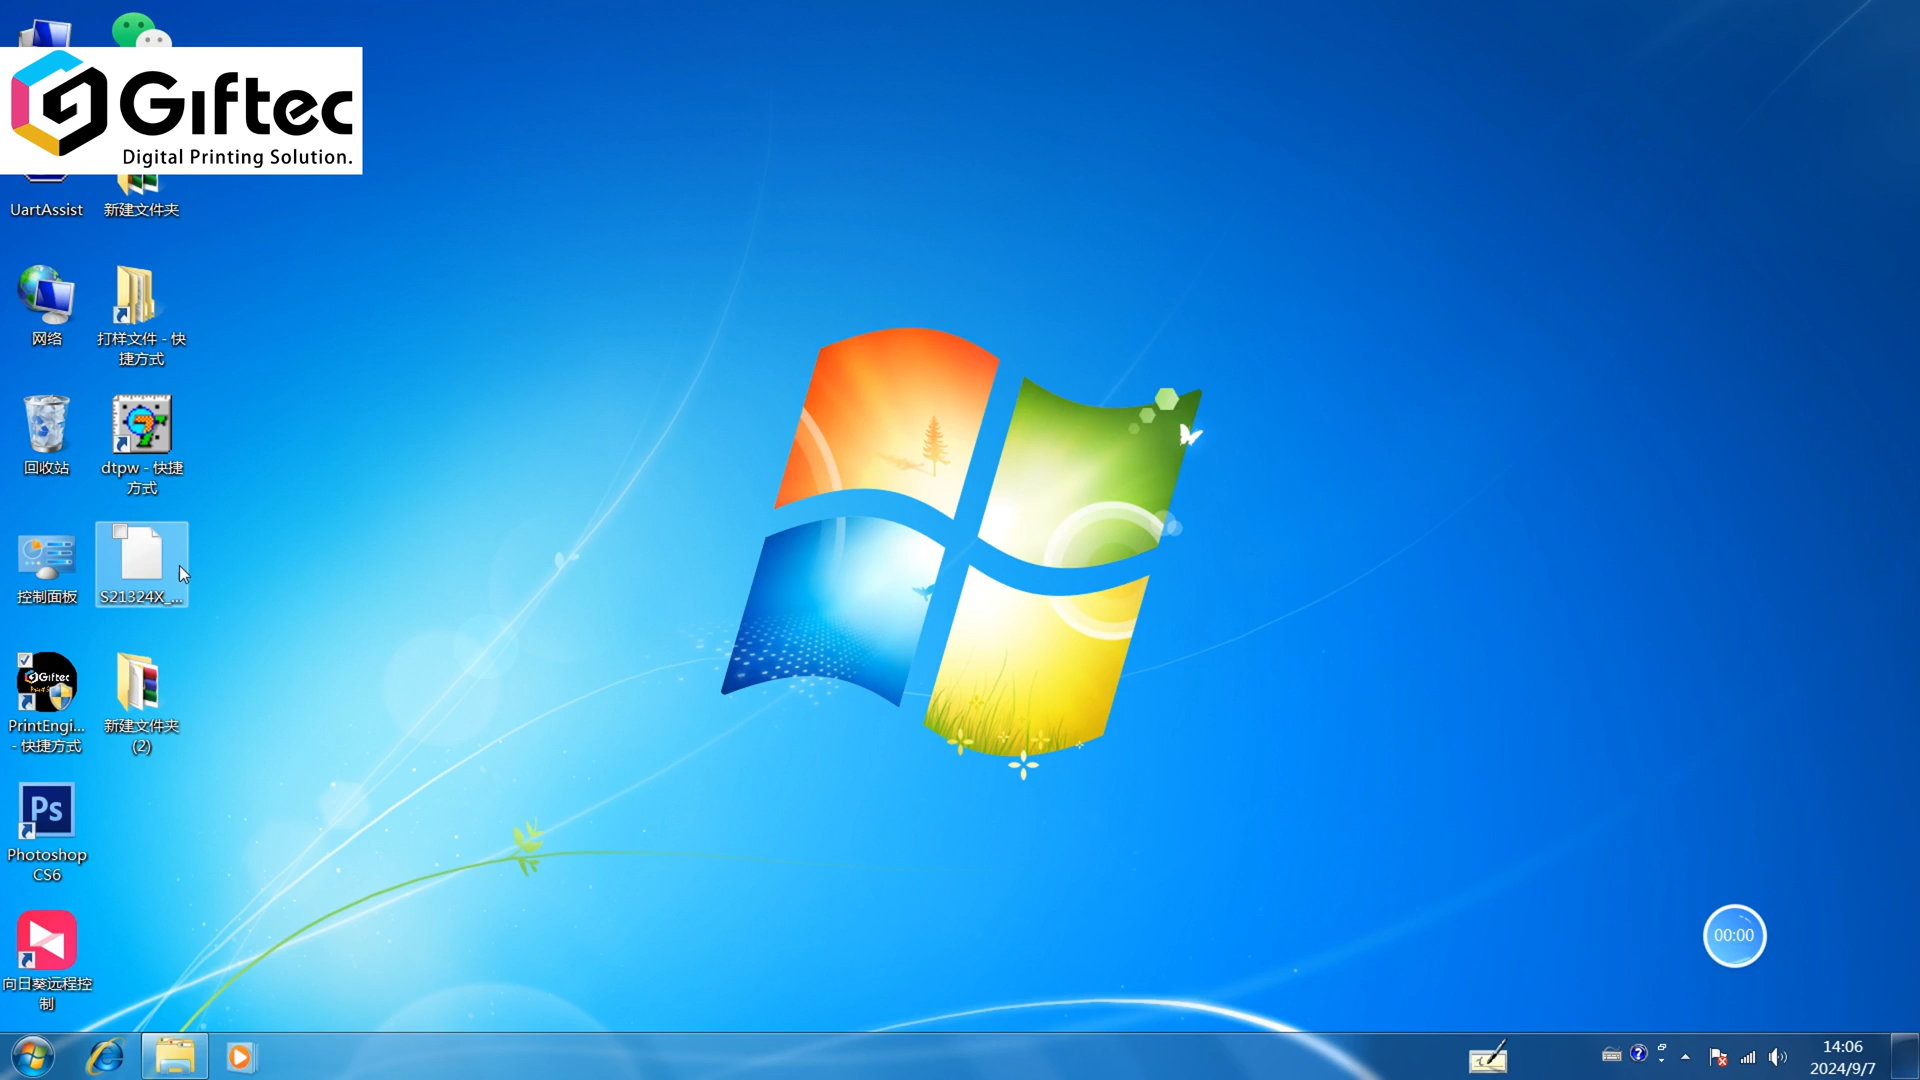 Giftec
Digital Printing Solution.
UartAssist
新建文件夹
网络
打样文件 - 快
捷方式
回收站
dtpw - 快捷
方式
控制面板
S21324X_...
Giftec
PrintEngi...
- 快捷方式
新建文件夹
(2)
Ps
Photoshop
CS6
向日葵远程控
制
00:00
14:06
2024/9/7